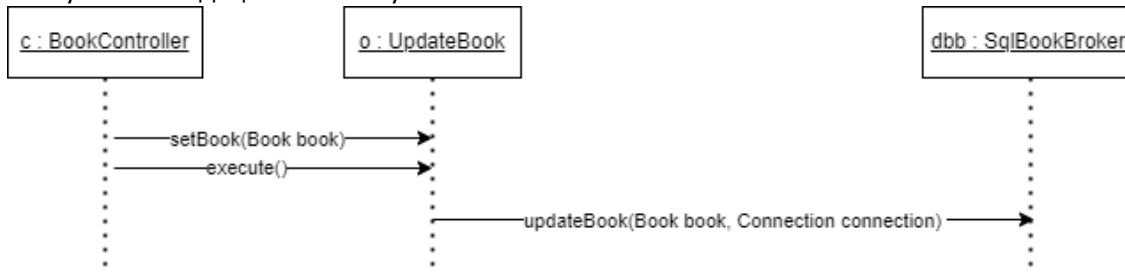 c : BookController
o : UpdateBook
dbb : SqlBookBroker
setBook(Book book)
execute()
updateBook(Book book, Connection connection)